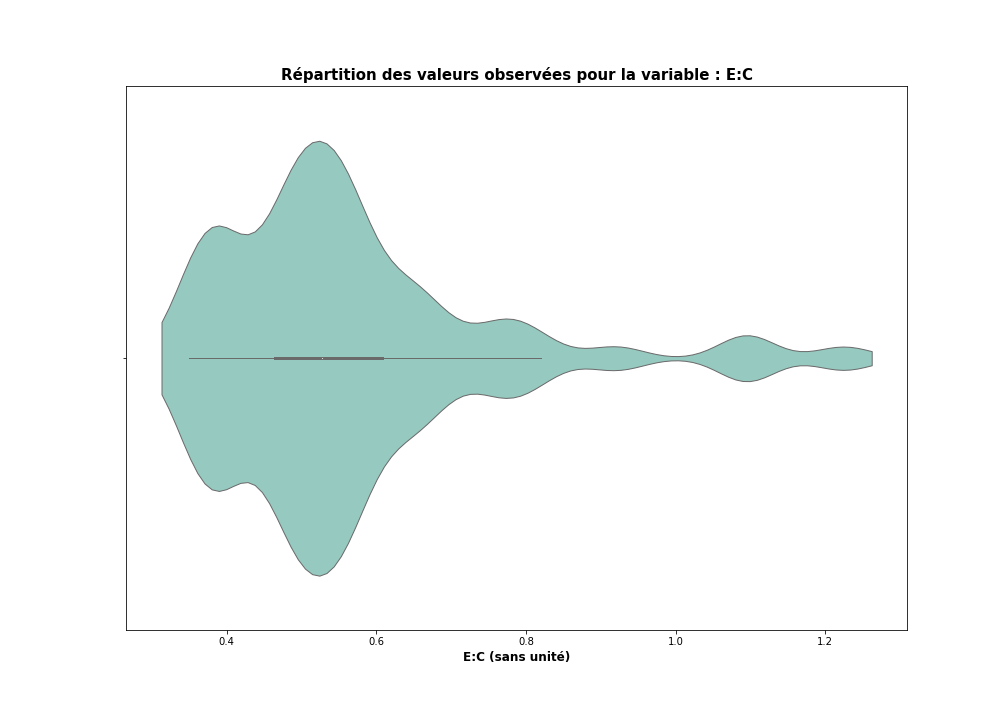 Répartition des valeurs observées pour la variable : E:C
0.4 0.6 0.8 1.0 1.2
E:C (sans unité)